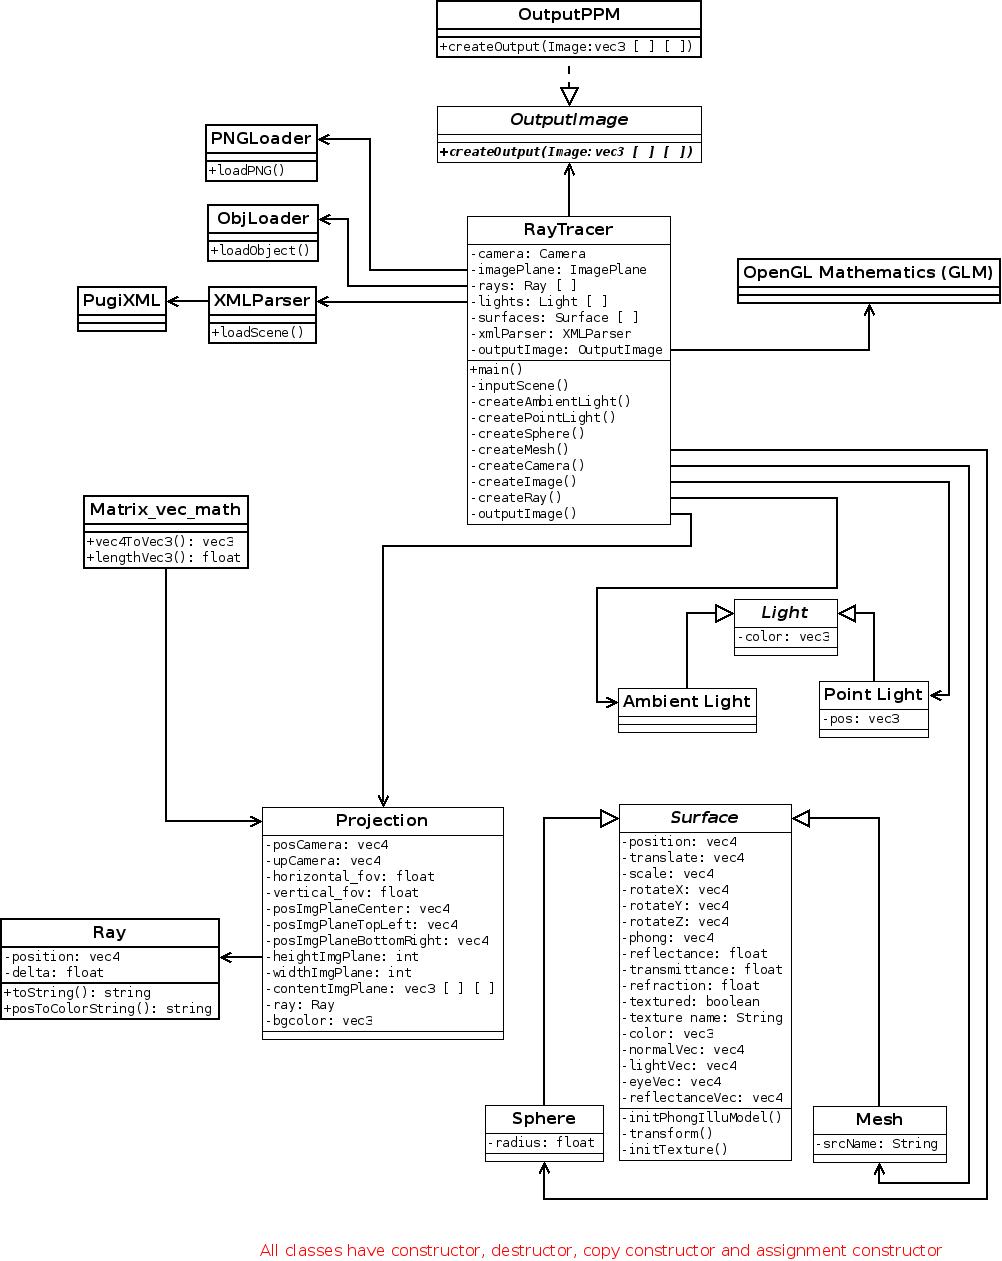 OutputPPM
+createOutput(Image:vec3 [ ] [ ])
OutputImage
+createOutput(Image:vec3 [ ] [ ])
PNGLoader
+loadPNG()
ObjLoader
+loadObject()
PugiXML
XMLParser
+loadScene()
RayTracer
-camera: Camera
-imagePlane: ImagePlane
-rays: Ray [ ]
-lights: Light [ ]
-surfaces: Surface [ ]
-xmlParser: XMLParser
-outputImage: OutputImage
+main()
-inputScene()
-createAmbientLight()
-createPointLight()
-createSphere()
-createMesh()
-createCamera()
-createImage()
-createRay()
-outputImage()
OpenGL Mathematics (GLM)
Matrix_vec_math
+vec4ToVec3(): vec3
+lengthVec3(): float
Light
-color: vec3
Ambient Light
Point Light
-pos: vec3
Projection
-posCamera: vec4
-upCamera: vec4
-horizontal_fov: float
-vertical_fov: float
-posImgPlaneCenter: vec4
-posImgPlaneTopLeft: vec4
-posImgPlaneBottomRight: vec4
-heightImgPlane: int
-widthImgPlane: int
-contentImgPlane: vec3 [ ] [ ]
-ray: Ray
-bgcolor: vec3
Ray
-position: vec4
-delta: float
+toString(): string
+posToColorString(): string
Surface
-position: vec4
-translate: vec4
-scale: vec4
-rotateX: vec4
-rotateY: vec4
-rotateZ: vec4
-phong: vec4
-reflectance: float
-transmittance: float
-refraction: float
-textured: boolean
-texture name: String
-color: vec3
-normalVec: vec4
-lightVec: vec4
-eyeVec: vec4
-reflectanceVec: vec4
-initPhongIlluModel()
-transform()
-initTexture()
Sphere
-radius: float
Mesh
-srcName: String
All classes have constructor, destructor, copy constructor and assignment constructor